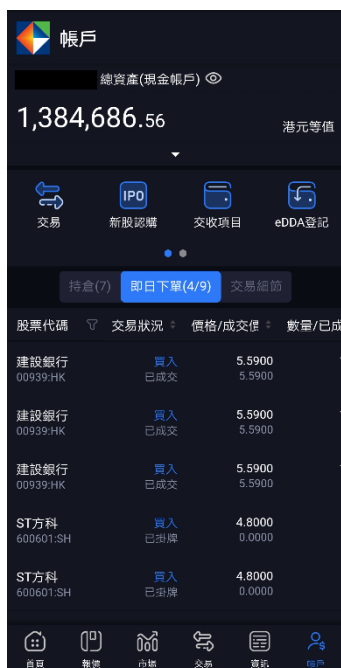 帳戶
總資產(現金帳戶)
1,384,686.56 港元等值
交易 新股認購 交收項目 eDDA登記
IPO
持倉(7) 即日下單(4/9) 交易細節
股票代碼 交易狀況 價格/成交價 數量/已成
建設銀行 買入 5.5900
00939:HK 已成交 5.5900
建設銀行 買入 5.5900
00939:HK 已成交 5.5900
建設銀行 買入 5.5900
00939:HK 已成交 5.5900
ST方科 買入 4.8000
600601:SH 已掛牌 0.0000
ST方科 買入 4.8000
600601:SH 已掛牌 0.0000
首頁 報價 市場 交易 資訊 帳戶